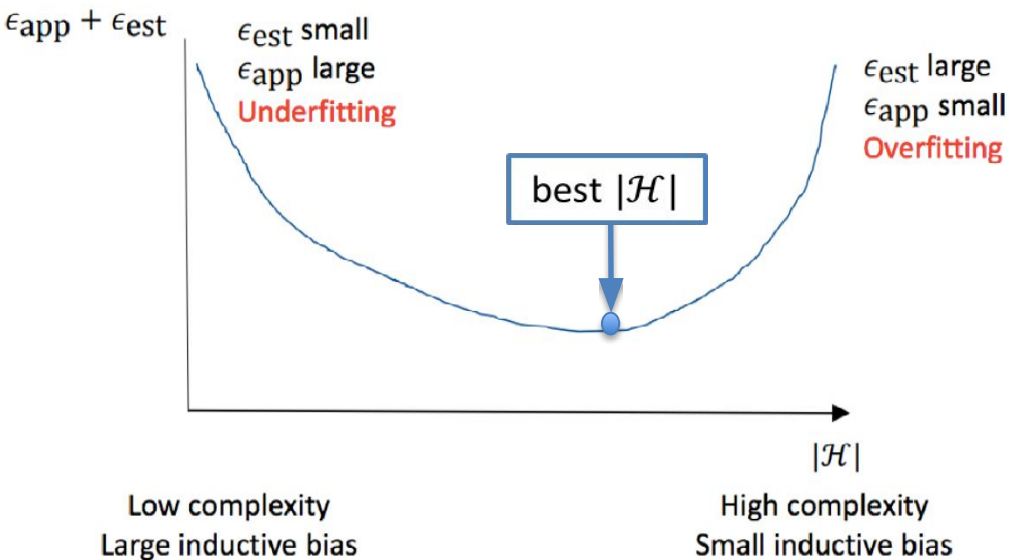 ϵapp + ϵest
ϵest small
ϵapp large
Underfitting
ϵest large
ϵapp small
Overfitting
best |ℋ|
|ℋ|
Low complexity
Large inductive bias
High complexity
Small inductive bias